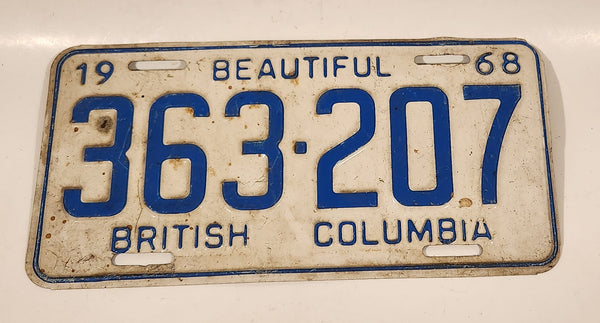 19 BEAUTIFUL 68
363·207
BRITISH COLUMBIA